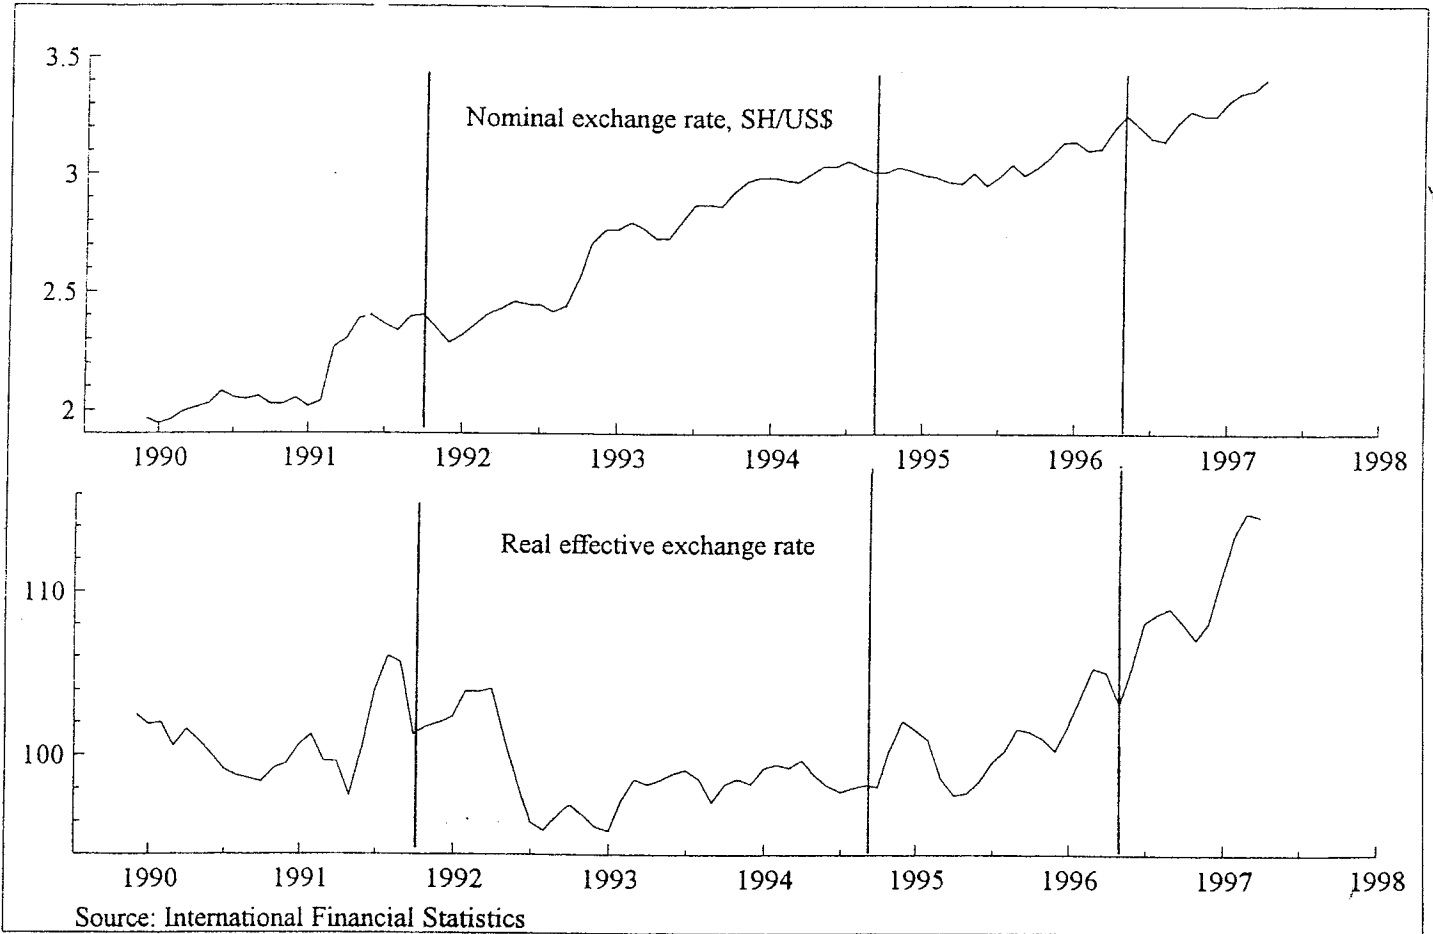 3.5
Nominal exchange rate, SH/US$
3
2.5
2
1990 1991 1992 1993 1994 1995 1996 1997 1998
Real effective exchange rate
110
100
1990 1991 1992 1993 1994 1995 1996 1997 1998
Source: International Financial Statistics